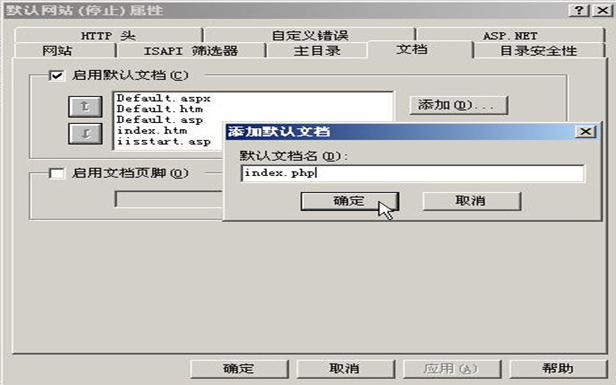 默认网站 (停止) 属性
HTTP 头 自定义错误 ASP.NET
网站 ISAPI 筛选器 主目录 文档 目录安全性
启用默认文档(C)
Default.aspx
Default.htm
Default.asp
index.htm
iisstart.asp
添加(D)...
添加默认文档
默认文档名(D):
index.php
确定 取消
启用文档页脚(O)
确定 取消 应用(A) 帮助